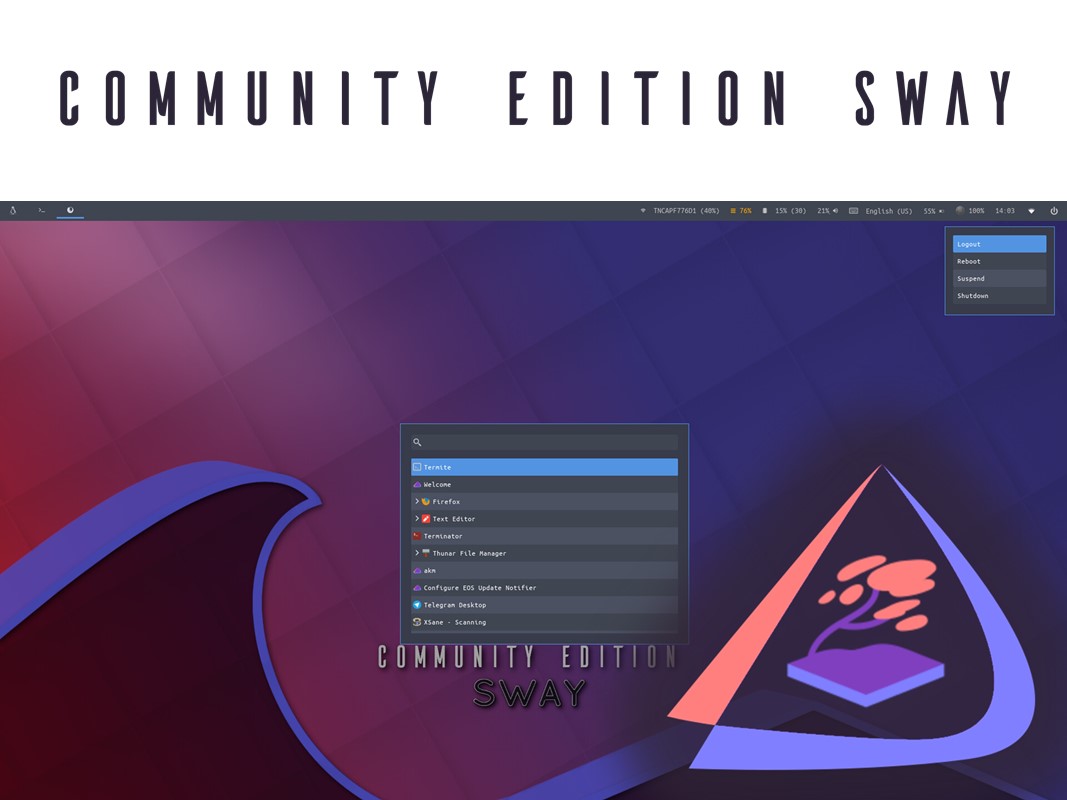 COMMUNITY EDITION SWAY
TNCAPF776D1 (40%) 76% 15% (30) 21% English (US) 55% 100% 14:03
Logout
Reboot
Suspend
Shutdown
Termite
Welcome
Firefox
Text Editor
Terminator
Thunar File Manager
akm
Configure EOS Update Notifier
Telegram Desktop
XSane - Scanning
COMMUNITY EDITION
SWAY